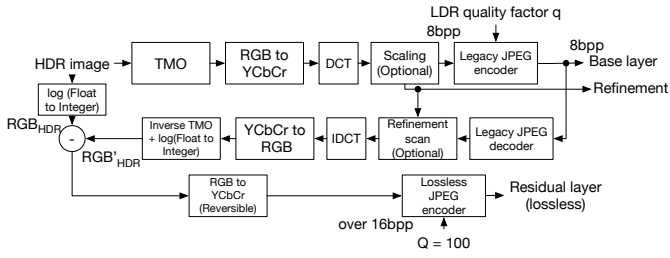 LDR quality factor q
8bpp
8bpp
HDR image
TMO
RGB to
YCbCr
DCT
Scaling
(Optional)
Legacy JPEG
encoder
Base layer
Refinement
log (Float
to Integer)
RGBHDR
-
RGB'HDR
Inverse TMO
+ log(Float to
Integer)
YCbCr to
RGB
IDCT
Refinement
scan
(Optional)
Legacy JPEG
decoder
RGB to
YCbCr
(Reversible)
Lossless
JPEG
encoder
Residual layer
(lossless)
over 16bpp
Q = 100